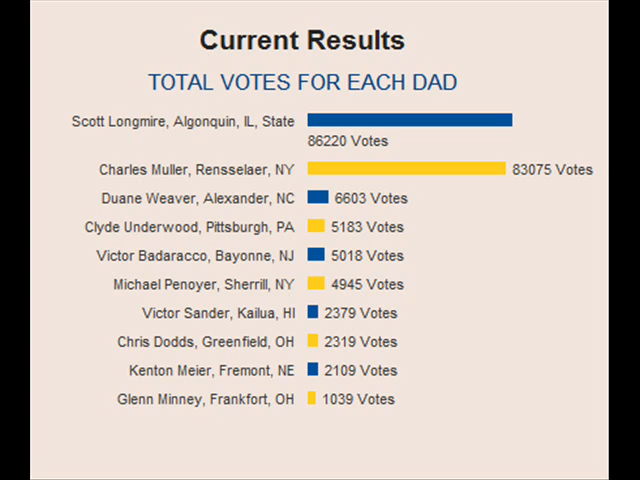 Current Results
TOTAL VOTES FOR EACH DAD
Scott Longmire, Algonquin, IL, State
86220 Votes
Charles Muller, Rensselaer, NY 83075 Votes
Duane Weaver, Alexander, NC 6603 Votes
Clyde Underwood, Pittsburgh, PA 5183 Votes
Victor Badaracco, Bayonne, NJ 5018 Votes
Michael Penoyer, Sherrill, NY 4945 Votes
Victor Sander, Kailua, HI 2379 Votes
Chris Dodds, Greenfield, OH 2319 Votes
Kenton Meier, Fremont, NE 2109 Votes
Glenn Minney, Frankfort, OH 1039 Votes